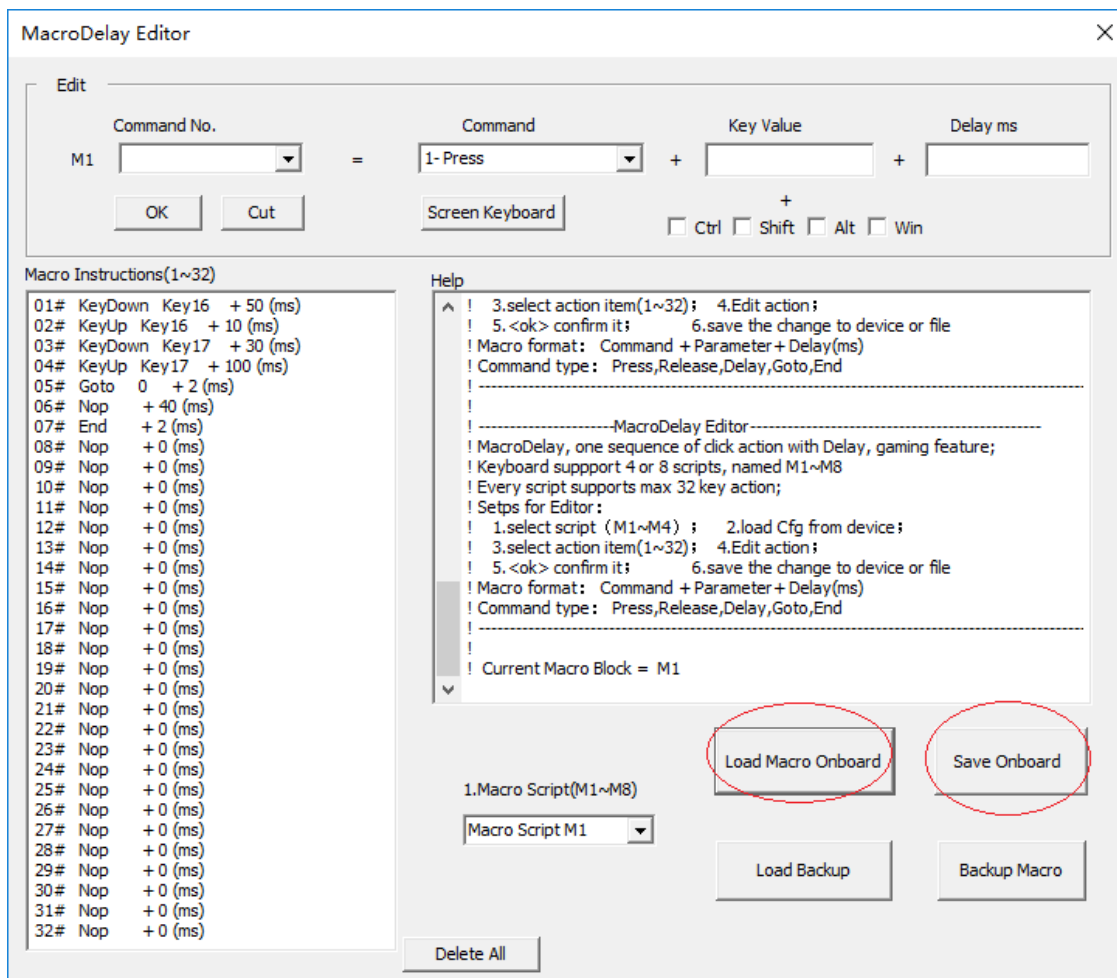 MacroDelay Editor
Edit
Command No. Command Key Value Delay ms
M1 = 1- Press + +
OK Cut Screen Keyboard +
Ctrl Shift Alt Win
Macro Instructions(1~32)
01# KeyDown Key16 + 50 (ms)
02# KeyUp Key16 + 10 (ms)
03# KeyDown Key17 + 30 (ms)
04# KeyUp Key17 + 100 (ms)
05# Goto 0 + 2 (ms)
06# Nop + 40 (ms)
07# End + 2 (ms)
08# Nop + 0 (ms)
09# Nop + 0 (ms)
10# Nop + 0 (ms)
11# Nop + 0 (ms)
12# Nop + 0 (ms)
13# Nop + 0 (ms)
14# Nop + 0 (ms)
15# Nop + 0 (ms)
16# Nop + 0 (ms)
17# Nop + 0 (ms)
18# Nop + 0 (ms)
19# Nop + 0 (ms)
20# Nop + 0 (ms)
21# Nop + 0 (ms)
22# Nop + 0 (ms)
23# Nop + 0 (ms)
24# Nop + 0 (ms)
25# Nop + 0 (ms)
26# Nop + 0 (ms)
27# Nop + 0 (ms)
28# Nop + 0 (ms)
29# Nop + 0 (ms)
30# Nop + 0 (ms)
31# Nop + 0 (ms)
32# Nop + 0 (ms)
Help
! 3.select action item(1~32); 4.Edit action;
! 5.<ok> confirm it; 6.save the change to device or file
! Macro format: Command +Parameter+Delay(ms)
! Command type: Press,Release,Delay,Goto,End
! ------------------------------------------------------------
!
! ----------------------MacroDelay Editor----------------------
! MacroDelay, one sequence of click action with Delay, gaming feature;
! Keyboard suppport 4 or 8 scripts, named M1~M8
! Every script supports max 32 key action;
! Setps for Editor:
! 1.select script (M1~M4) ; 2.load Cfg from device;
! 3.select action item(1~32); 4.Edit action;
! 5.<ok> confirm it; 6.save the change to device or file
! Macro format: Command +Parameter+Delay(ms)
! Command type: Press,Release,Delay,Goto,End
! ------------------------------------------------------------
!
! Current Macro Block = M1
Load Macro Onboard Save Onboard
1.Macro Script(M1~M8)
Macro Script M1
Load Backup Backup Macro
Delete All